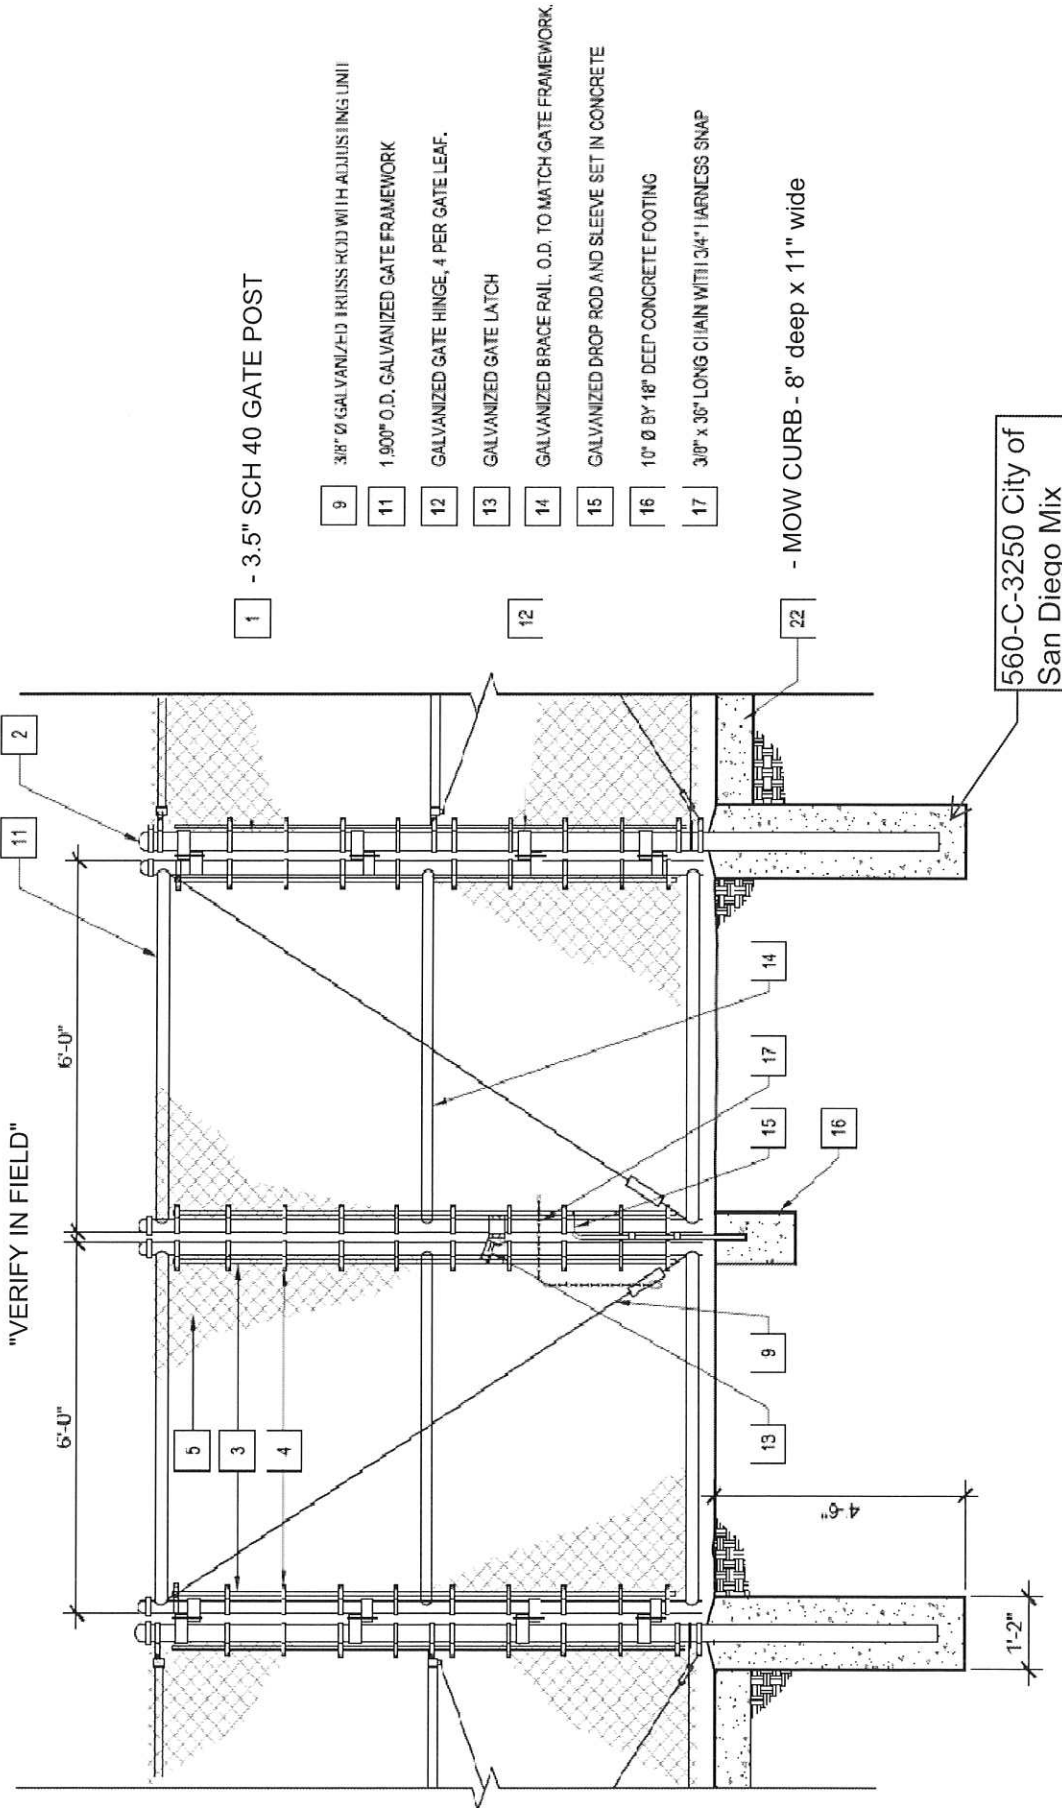 "VERIFY IN FIELD"
6'-0"
6'-0"
11
2
5
3
4
13
9
15
17
14
16
4'-6"
1'-2"
1 - 3.5" SCH 40 GATE POST
9 3/8" Ø GALVANIZED TRUSS ROD WITH ADJUSTING UNIT
11 1.900" O.D. GALVANIZED GATE FRAMEWORK
12 GALVANIZED GATE HINGE, 4 PER GATE LEAF.
13 GALVANIZED GATE LATCH
14 GALVANIZED BRACE RAIL. O.D. TO MATCH GATE FRAMEWORK.
15 GALVANIZED DROP ROD AND SLEEVE SET IN CONCRETE
16 10" Ø BY 18" DEEP CONCRETE FOOTING
17 3/8" x 36" LONG CHAIN WITH 3/4" HARNESS SNAP
12
22 - MOW CURB - 8" deep x 11" wide
560-C-3250 City of
San Diego Mix